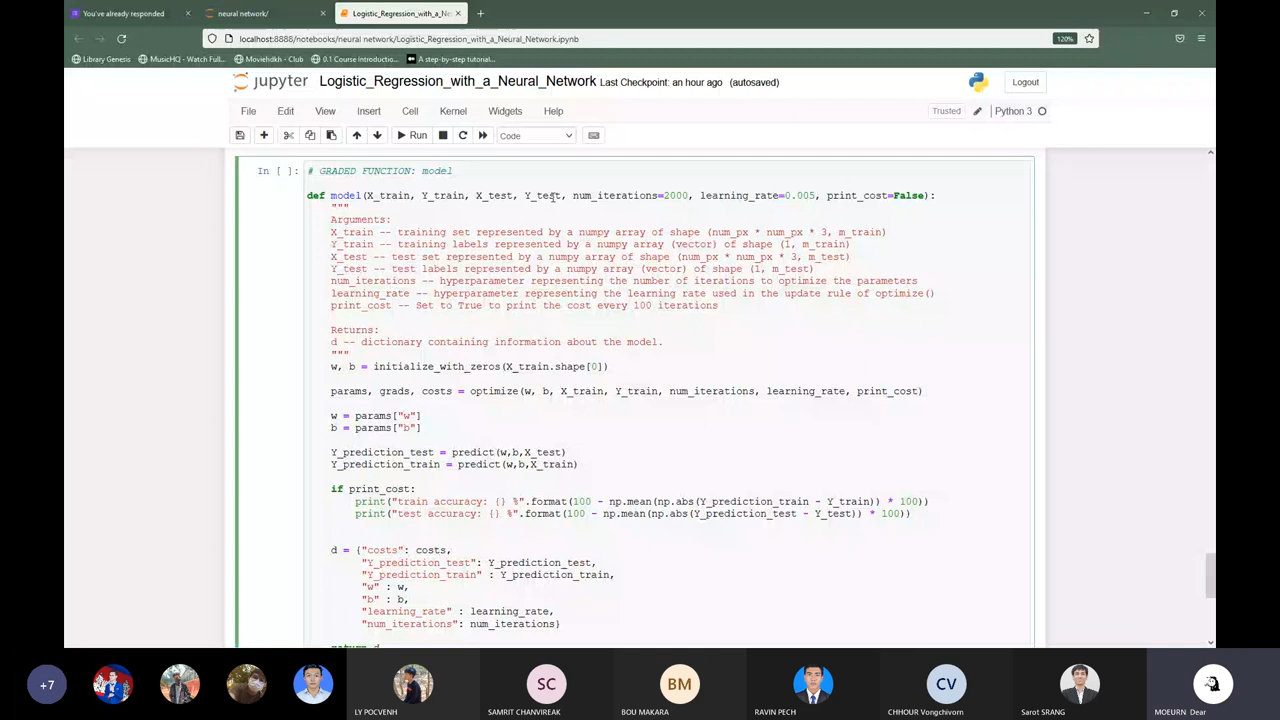 You've already responded
neural network/
Logistic_Regression_with_a_Ne
localhost:8888/notebooks/neural network/Logistic_Regression_with_a_Neural_Network.ipynb
120%
Library Genesis
MusicHQ - Watch Full...
Moviehdkh - Club
0.1 Course Introductio...
A step-by-step tutorial...
jupyter
Logistic_Regression_with_a_Neural_Network Last Checkpoint: an hour ago (autosaved)
Logout
File Edit View Insert Cell Kernel Widgets Help
Trusted
Python 3
Run
Code
In [ ]:
# GRADED FUNCTION: model
def model(X_train, Y_train, X_test, Y_test, num_iterations=2000, learning_rate=0.005, print_cost=False):
"""
Arguments:
X_train -- training set represented by a numpy array of shape (num_px * num_px * 3, m_train)
Y_train -- training labels represented by a numpy array (vector) of shape (1, m_train)
X_test -- test set represented by a numpy array of shape (num_px * num_px * 3, m_test)
Y_test -- test labels represented by a numpy array (vector) of shape (1, m_test)
num_iterations -- hyperparameter representing the number of iterations to optimize the parameters
learning_rate -- hyperparameter representing the learning rate used in the update rule of optimize()
print_cost -- Set to True to print the cost every 100 iterations
Returns:
d -- dictionary containing information about the model.
"""
w, b = initialize_with_zeros(X_train.shape[0])
params, grads, costs = optimize(w, b, X_train, Y_train, num_iterations, learning_rate, print_cost)
w = params["w"]
b = params["b"]
Y_prediction_test = predict(w,b,X_test)
Y_prediction_train = predict(w,b,X_train)
if print_cost:
print("train accuracy: {} %".format(100 - np.mean(np.abs(Y_prediction_train - Y_train)) * 100))
print("test accuracy: {} %".format(100 - np.mean(np.abs(Y_prediction_test - Y_test)) * 100))
d = {"costs": costs,
"Y_prediction_test": Y_prediction_test,
"Y_prediction_train" : Y_prediction_train,
"w" : w,
"b" : b,
"learning_rate" : learning_rate,
"num_iterations": num_iterations}
return d
+7
SC
BM
CV
LY POCVENH
SAMRIT CHANVIREAK
BOU MAKARA
RAVIN PECH
CHHOUR Vongchivorn
Sarot SRANG
MOEURN Dear